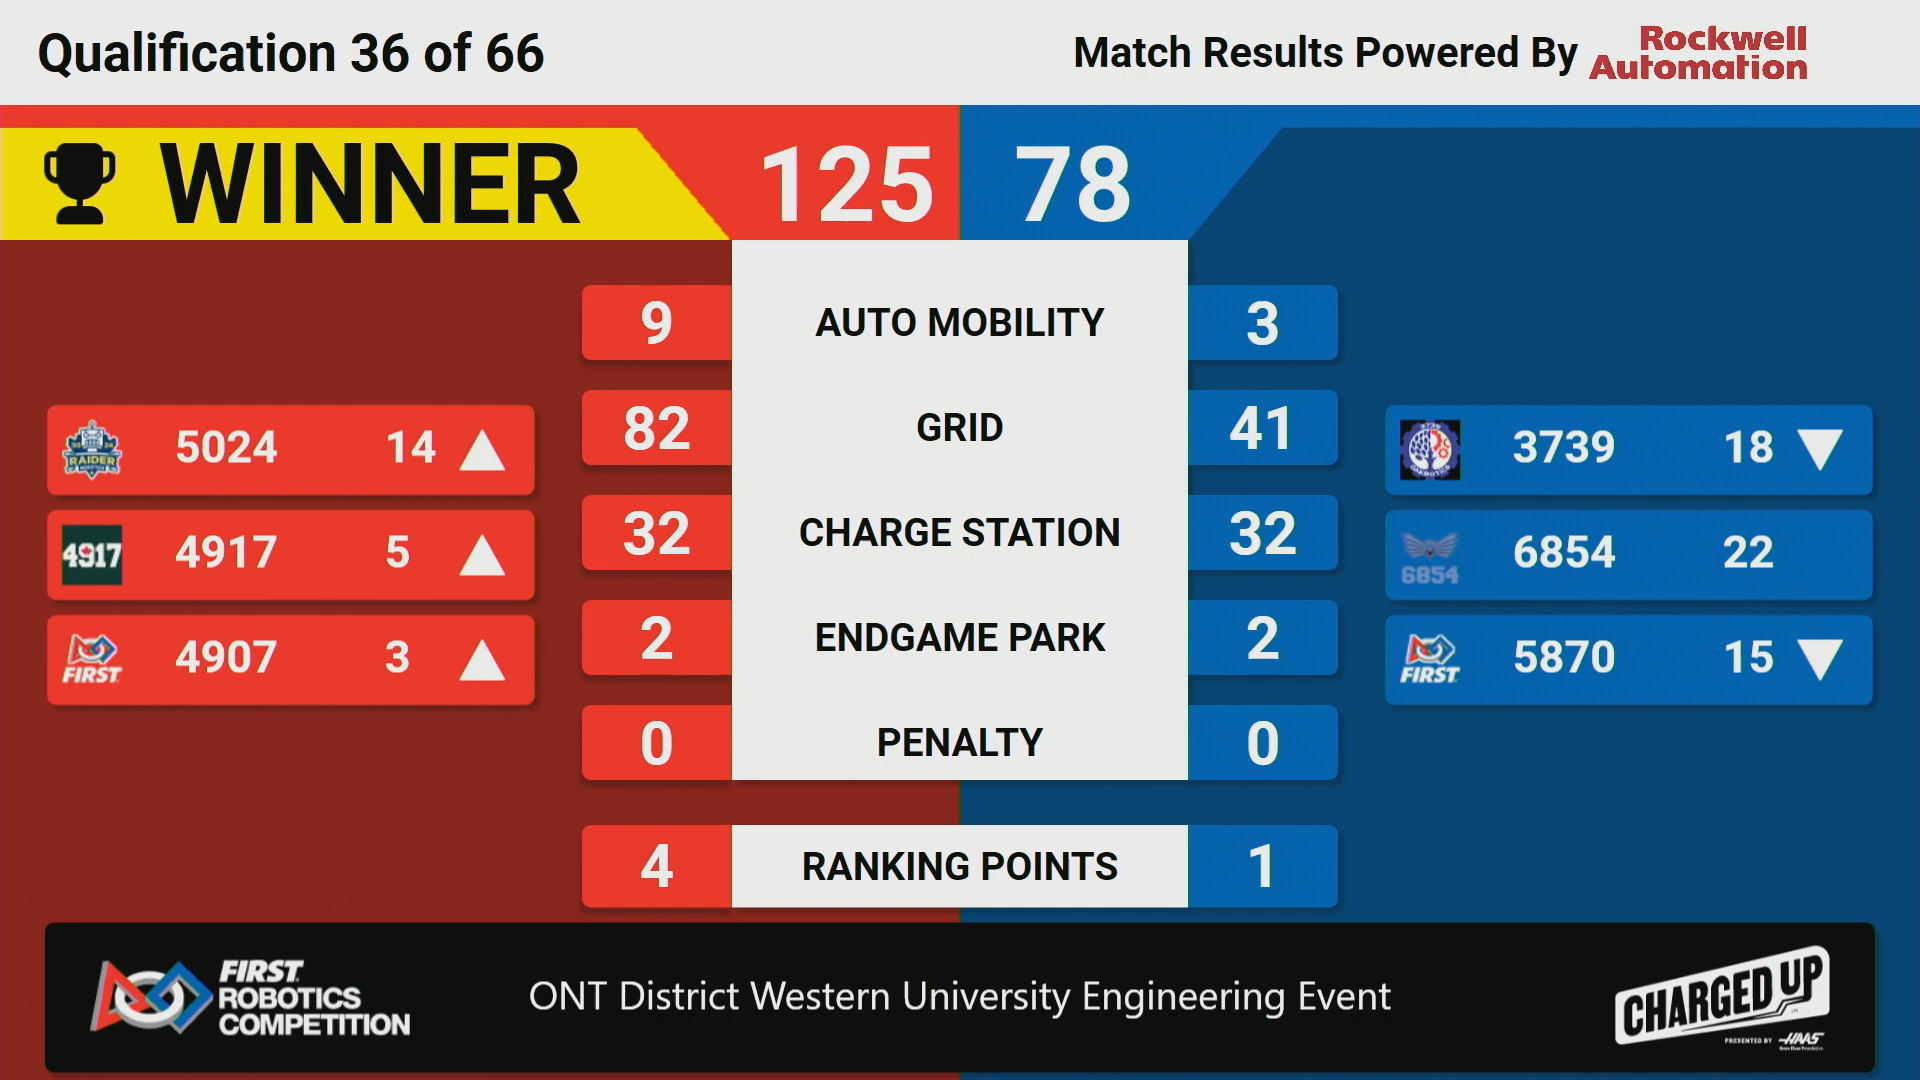 Qualification 36 of 66
Match Results Powered By
Rockwell
Automation
WINNER 125 78
9 AUTO MOBILITY 3
82 GRID 41
5024 14
3739 18
RAIDER
32 CHARGE STATION 32
4917 4917 5
6854 6854 22
2 ENDGAME PARK 2
FIRST 4907 3
FIRST 5870 15
0 PENALTY 0
4 RANKING POINTS 1
FIRST
ROBOTICS
COMPETITION
ONT District Western University Engineering Event
CHARGED UP
PRESENTED BY HAAS